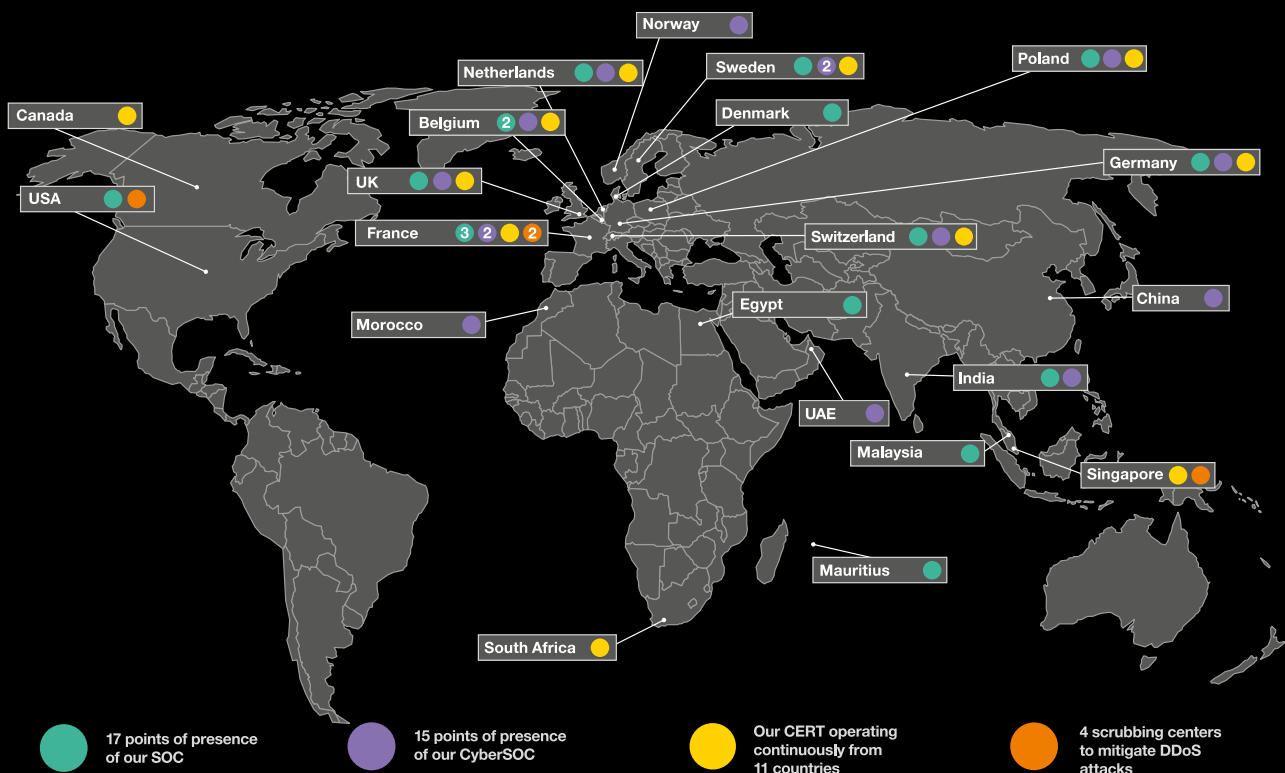 Norway
Sweden 2
Poland
Netherlands
Denmark
Canada
Belgium 2
Germany
UK
USA
France 3 2 2
Switzerland
China
Egypt
Morocco
India
UAE
Malaysia
Singapore
Mauritius
South Africa
17 points of presence
of our SOC
15 points of presence
of our CyberSOC
Our CERT operating
continuously from
11 countries
4 scrubbing centers
to mitigate DDoS
attacks